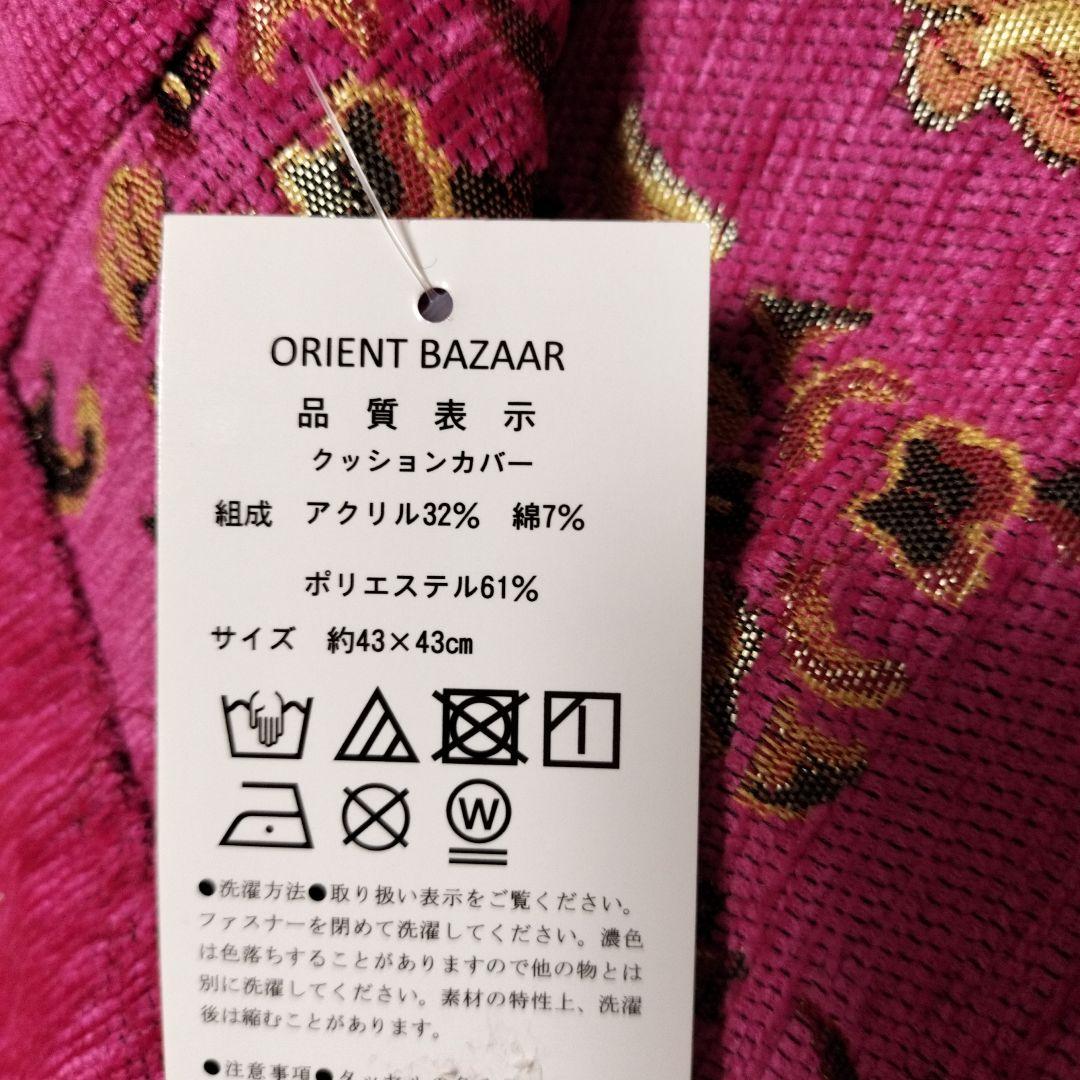 ORIENT BAZAAR
品 質 表 示
クッションカバー
組成 アクリル32% 綿7%
ポリエステル61%
サイズ 約43×43cm
W
●洗濯方法●取り扱い表示をご覧ください。
ファスナーを閉めて洗濯してください。濃色
は色落ちすることがありますので他の物とは
別に洗濯してください。素材の特性上、洗濯
後は縮むことがあります。
●注意事項●